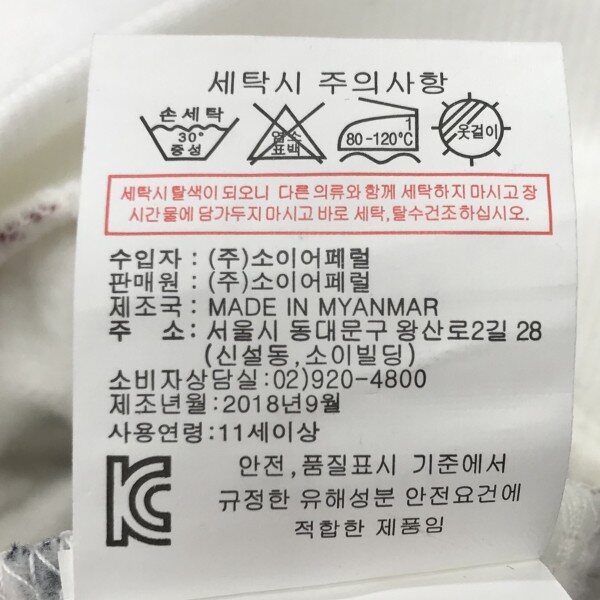 세탁시 주의사항
손세탁
30°
중성
염소
표백
80-120℃
옷걸이
세탁시 탈색이 되오니 다른 의류와 함께 세탁하지 마시고 장
시간 물에 담가두지 마시고 바로 세탁,탈수건조하십시오.
수입자 : (주)소이어페럴
판매원 : (주)소이어페럴
제조국 : MADE IN MYANMAR
주 소 : 서울시 동대문구 왕산로2길 28
(신설동,소이빌딩)
소비자상담실:02)920-4800
제조년월:2018년9월
사용연령:11세이상
안전,품질표시 기준에서
규정한 유해성분 안전요건에
적합한 제품임